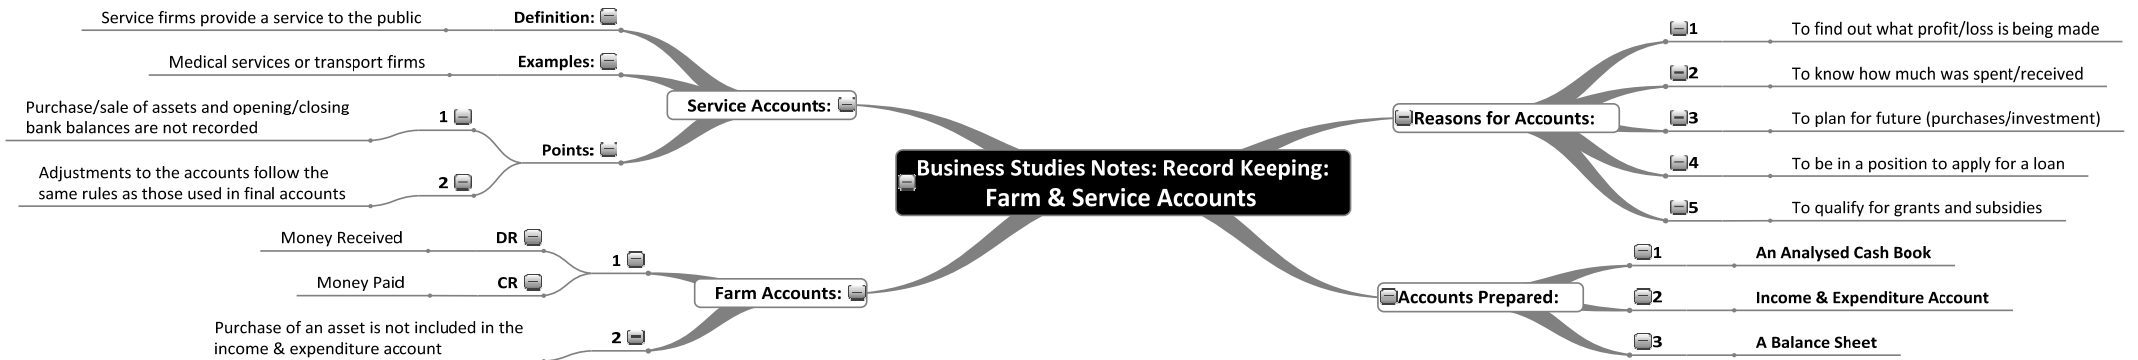 Business Studies Notes: Record Keeping:
Farm & Service Accounts
Service Accounts:
Definition:
Service firms provide a service to the public
Examples:
Medical services or transport firms
Points:
1
Purchase/sale of assets and opening/closing
bank balances are not recorded
2
Adjustments to the accounts follow the
same rules as those used in final accounts
Farm Accounts:
1
DR
Money Received
CR
Money Paid
2
Purchase of an asset is not included in the
income & expenditure account
Reasons for Accounts:
1
To find out what profit/loss is being made
2
To know how much was spent/received
3
To plan for future (purchases/investment)
4
To be in a position to apply for a loan
5
To qualify for grants and subsidies
Accounts Prepared:
1
An Analysed Cash Book
2
Income & Expenditure Account
3
A Balance Sheet